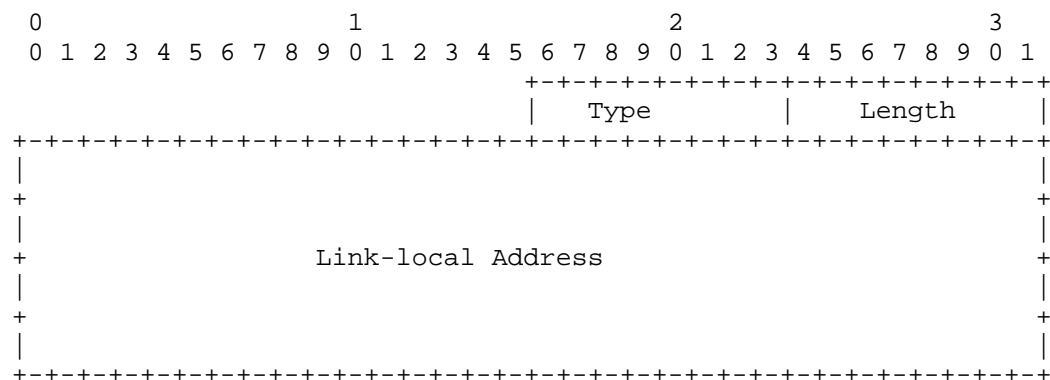 0                   1                   2                   3
 0 1 2 3 4 5 6 7 8 9 0 1 2 3 4 5 6 7 8 9 0 1 2 3 4 5 6 7 8 9 0 1
                                +-+-+-+-+-+-+-+-+-+-+-+-+-+-+-+-+
                                |   Type        |    Length     |
+-+-+-+-+-+-+-+-+-+-+-+-+-+-+-+-+-+-+-+-+-+-+-+-+-+-+-+-+-+-+-+-+
|                                                               |
+                                                               +
|                                                               |
+                  Link-local Address                           +
|                                                               |
+                                                               +
|                                                               |
+-+-+-+-+-+-+-+-+-+-+-+-+-+-+-+-+-+-+-+-+-+-+-+-+-+-+-+-+-+-+-+-+